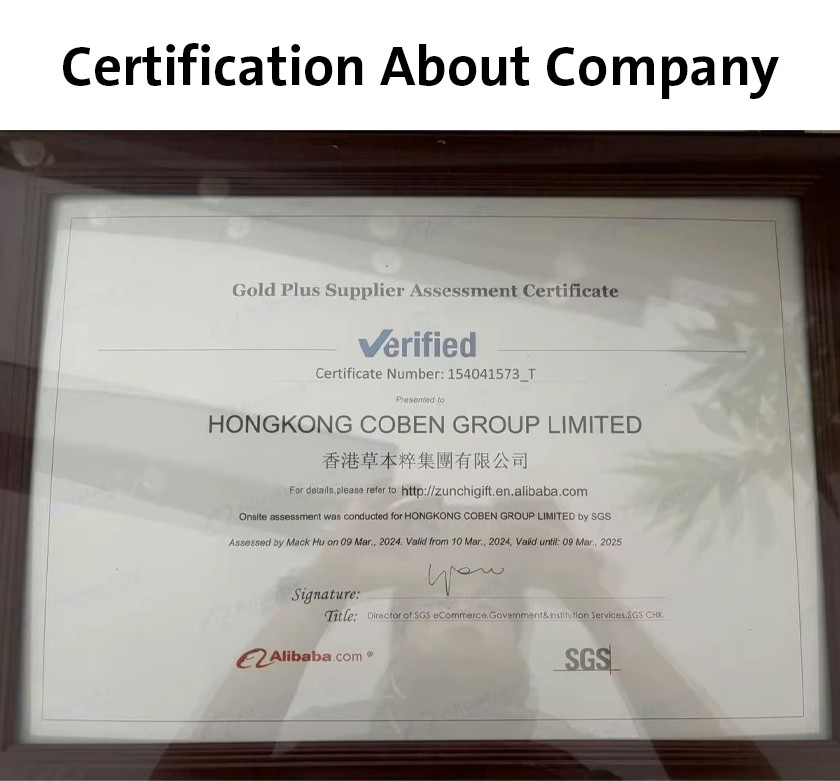 Certification About Company
Gold Plus Supplier Assessment Certificate
Verified
Certificate Number: 154041573_T
Presented to
HONGKONG COBEN GROUP LIMITED
香港草本粹集團有限公司
For details,please refer to http://zunchigift.en.alibaba.com
Onsite assessment was conducted for HONGKONG COBEN GROUP LIMITED by SGS
Assessed by Mack Hu on 09 Mar., 2024. Valid from 10 Mar., 2024, Valid until: 09 Mar., 2025
Signature:
Title: Director of SGS eCommerce,Government&Institution Services,SGS CHK
Alibaba.com®
SGS